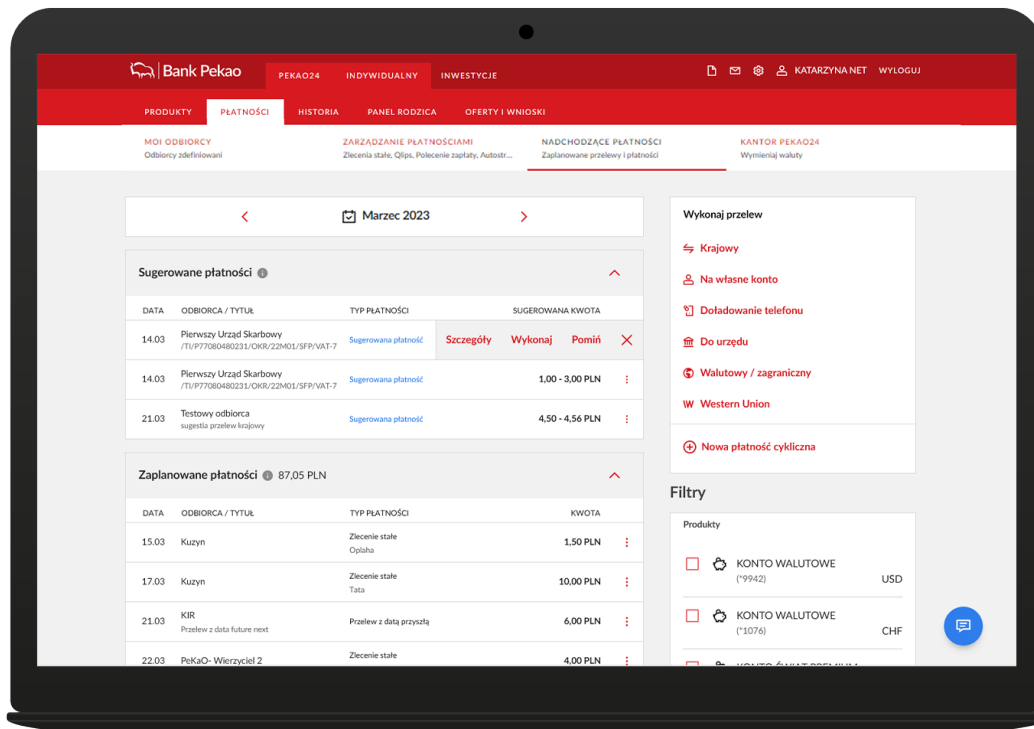 Bank Pekao
PEKAO24 INDYWIDUALNY INWESTYCJE
KATARZYNA NET WYLOGUJ
PRODUKTY PŁATNOŚCI HISTORIA PANEL RODZICA OFERTY I WNIOSKI
MOI ODBIORCY
Odbiorcy zdefiniowani
ZARZĄDZANIE PŁATNOŚCIAMI
Zlecenia stałe, Qlips, Polecenie zapłaty, Autostr...
NADCHODZĄCE PŁATNOŚCI
Zaplanowane przelewy i płatności
KANTOR PEKAO24
Wymieniaj waluty
Marzec 2023
Sugerowane płatności
DATA ODBIORCA / TYTUŁ TYP PŁATNOŚCI SUGEROWANA KWOTA
14.03 Pierwszy Urząd Skarbowy Sugerowana płatność Szczegóły Wykonaj Pomiń
/TI/P77080480231/OKR/22M01/SFP/VAT-7
14.03 Pierwszy Urząd Skarbowy Sugerowana płatność 1,00 - 3,00 PLN
/TI/P77080480231/OKR/22M01/SFP/VAT-7
21.03 Testowy odbiorca Sugerowana płatność 4,50 - 4,56 PLN
sugestia przelew krajowy
Zaplanowane płatności 87,05 PLN
DATA ODBIORCA / TYTUŁ TYP PŁATNOŚCI KWOTA
15.03 Kuzyn Zlecenie stałe 1,50 PLN
Oplaha
17.03 Kuzyn Zlecenie stałe 10,00 PLN
Tata
21.03 KIR Przelew z datą przyszłą 6,00 PLN
Przelew z data future next
22.03 PeKaO- Wierzyciel 2 Zlecenie stałe 4,00 PLN
Wykonaj przelew
Krajowy
Na własne konto
Doładowanie telefonu
Do urzędu
Walutowy / zagraniczny
Western Union
Nowa płatność cykliczna
Filtry
Produkty
KONTO WALUTOWE
(*9942) USD
KONTO WALUTOWE
(*1076) CHF
KONTO ŚWIAT PREMIUM